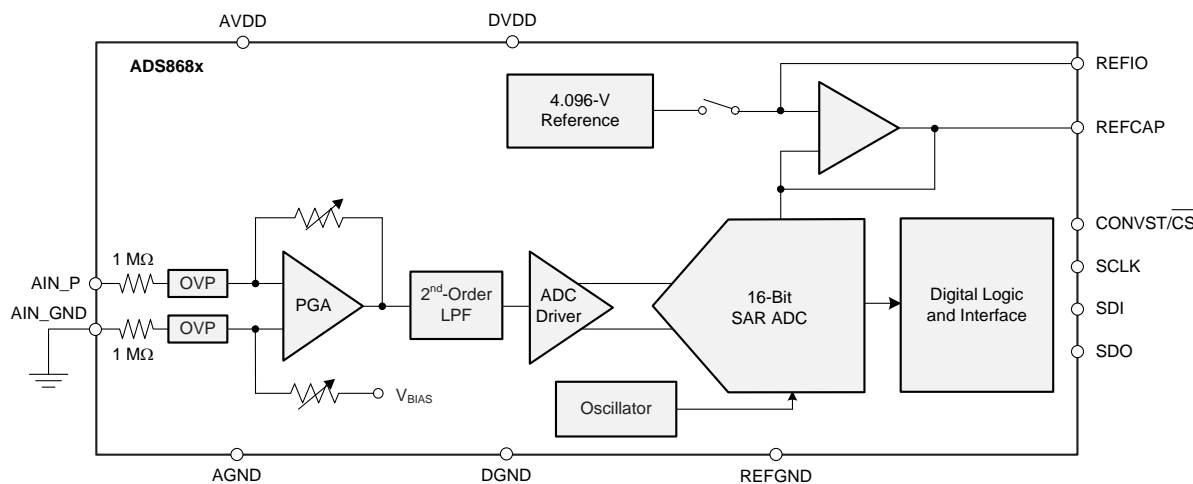 AVDD
DVDD
ADS868x
REFIO
4.096-V
Reference
REFCAP
CONVST/CS
1 MΩ
AIN_P
OVP
SCLK
PGA
2nd-Order
LPF
ADC
Driver
16-Bit
SAR ADC
Digital Logic
and Interface
AIN_GND
OVP
SDI
1 MΩ
SDO
VBIAS
Oscillator
AGND
DGND
REFGND